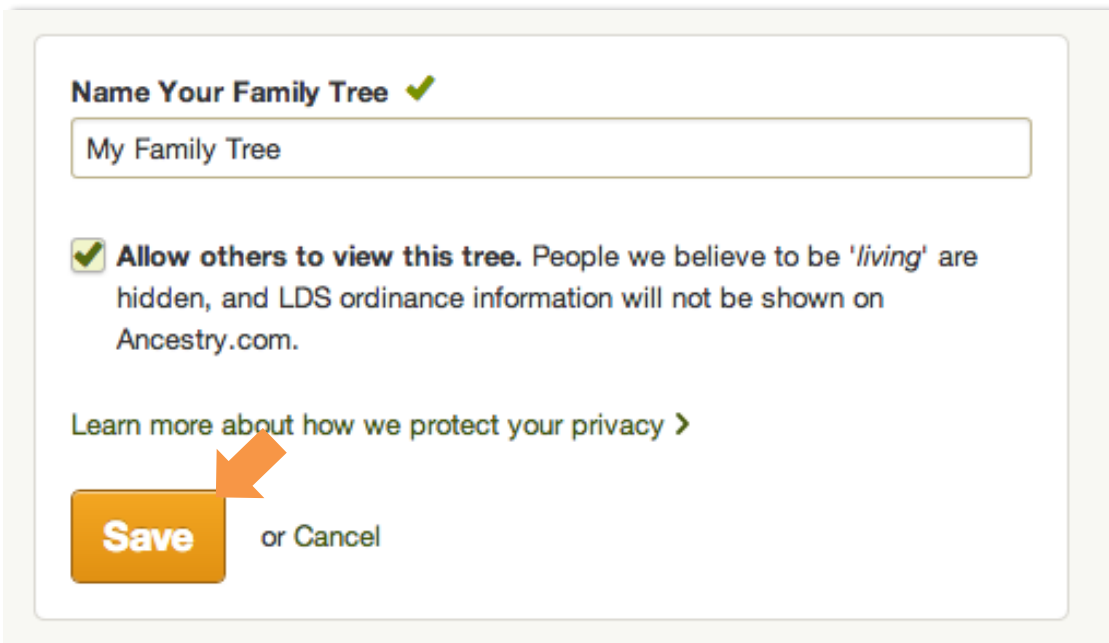 Name Your Family Tree
My Family Tree
Allow others to view this tree. People we believe to be 'living' are
hidden, and LDS ordinance information will not be shown on
Ancestry.com.
Learn more about how we protect your privacy >
Save or Cancel